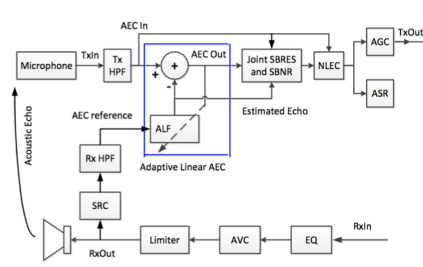 AEC In
TxOut
TxIn
AEC Out
AGC
Microphone
Tx
HPF
+
+
-
Joint SBRES
and SBNR
NLEC
ASR
Estimated Echo
AEC reference
ALF
Acoustic Echo
Rx HPF
Adaptive Linear AEC
SRC
RxIn
Limiter
AVC
EQ
RxOut